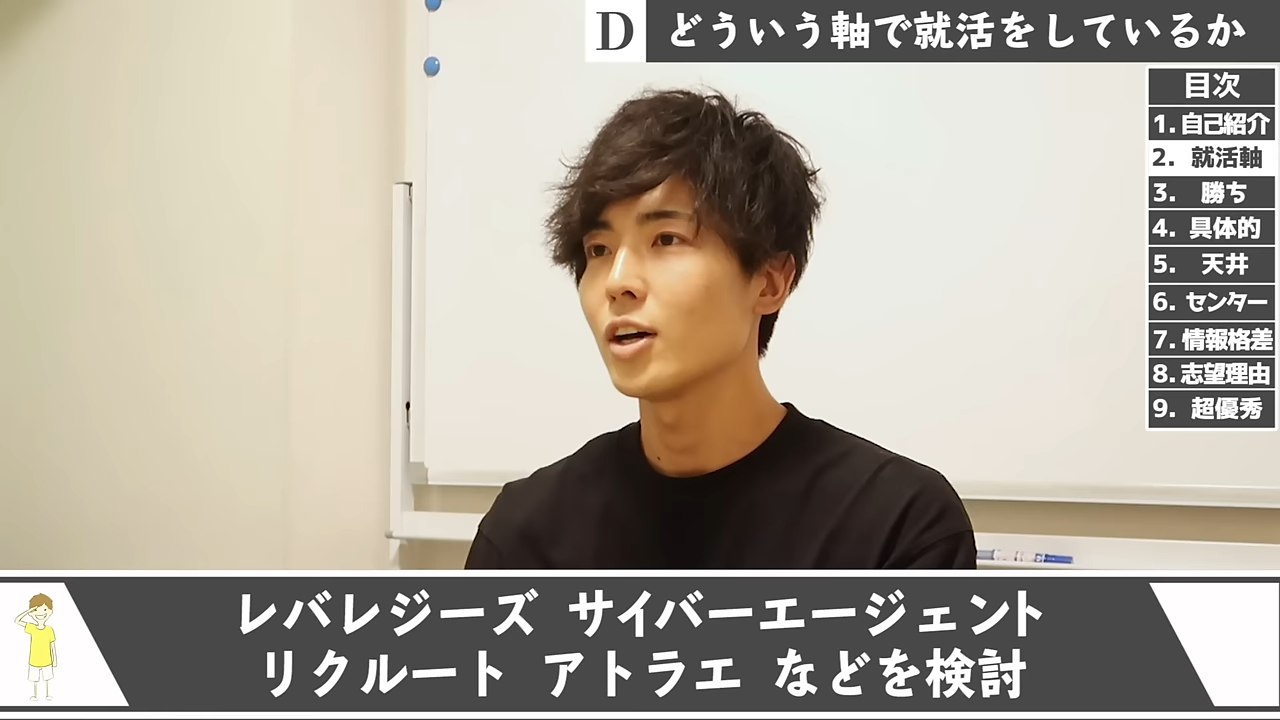 D どういう軸で就活をしているか
目次
1. 自己紹介
2. 就活軸
3. 勝ち
4. 具体的
5. 天井
6. センター
7. 情報格差
8. 志望理由
9. 超優秀
レバレジーズ サイバーエージェント
リクルート アトラエ などを検討